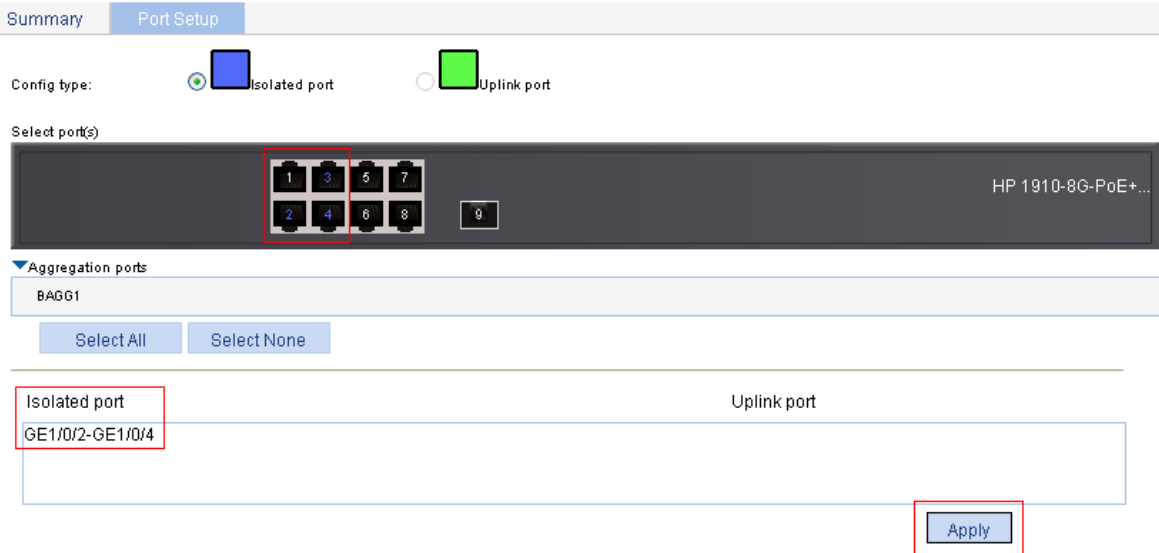 Summary Port Setup
Config type: Isolated port Uplink port
Select port(s)
1 3 5 7
HP 1910-8G-PoE+...
2 4 6 8 9
Aggregation ports
BAGG1
Select All Select None
Isolated port Uplink port
GE1/0/2-GE1/0/4
Apply